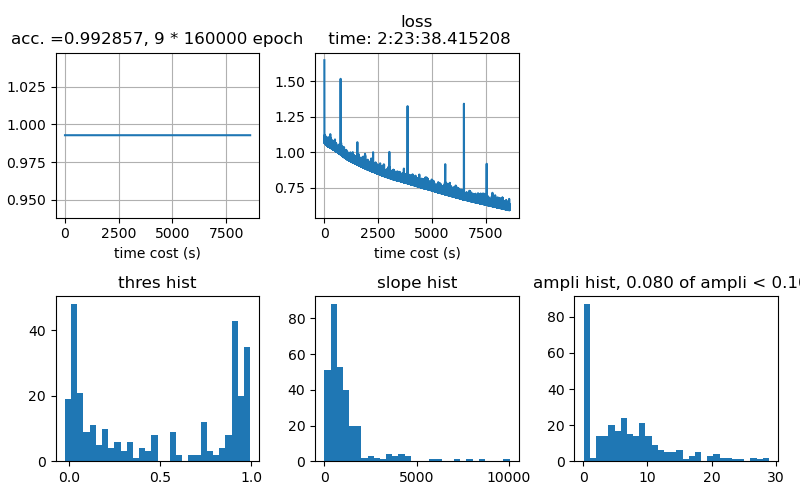 acc. =0.992857, 9 * 160000 epoch
loss
time: 2:23:38.415208
1.025
1.000
0.975
0.950
0 2500 5000 7500
time cost (s)
1.50
1.25
1.00
0.75
0 2500 5000 7500
time cost (s)
thres hist
slope hist
ampli hist, 0.080 of ampli < 0.10
40
20
0
0.0 0.5 1.0
80
60
40
20
0
0 5000 10000
80
60
40
20
0
0 10 20 30